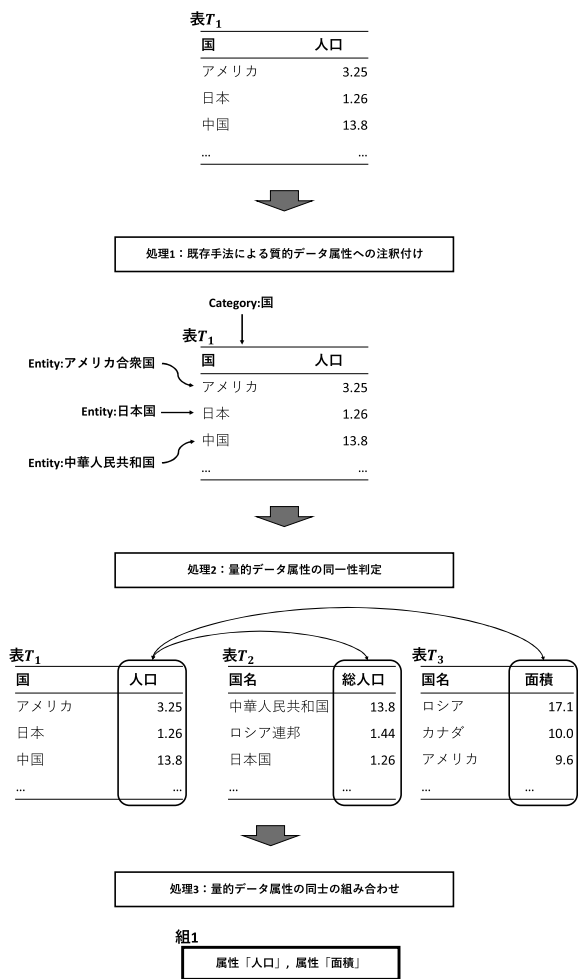 表T₁
国 人口
アメリカ 3.25
日本 1.26
中国 13.8
... ...
処理1：既存手法による質的データ属性への注釈付け
Category:国
表T₁
国 人口
Entity:アメリカ合衆国
アメリカ 3.25
Entity:日本国
日本 1.26
中国 13.8
Entity:中華人民共和国
... ...
処理2：量的データ属性の同一性判定
表T₁ 表T₂ 表T₃
国 人口 国名 総人口 国名 面積
アメリカ 3.25 中華人民共和国 13.8 ロシア 17.1
日本 1.26 ロシア連邦 1.44 カナダ 10.0
中国 13.8 日本国 1.26 アメリカ 9.6
... ... ... ... ... ...
処理3：量的データ属性の同士の組み合わせ
組1
属性「人口」, 属性「面積」